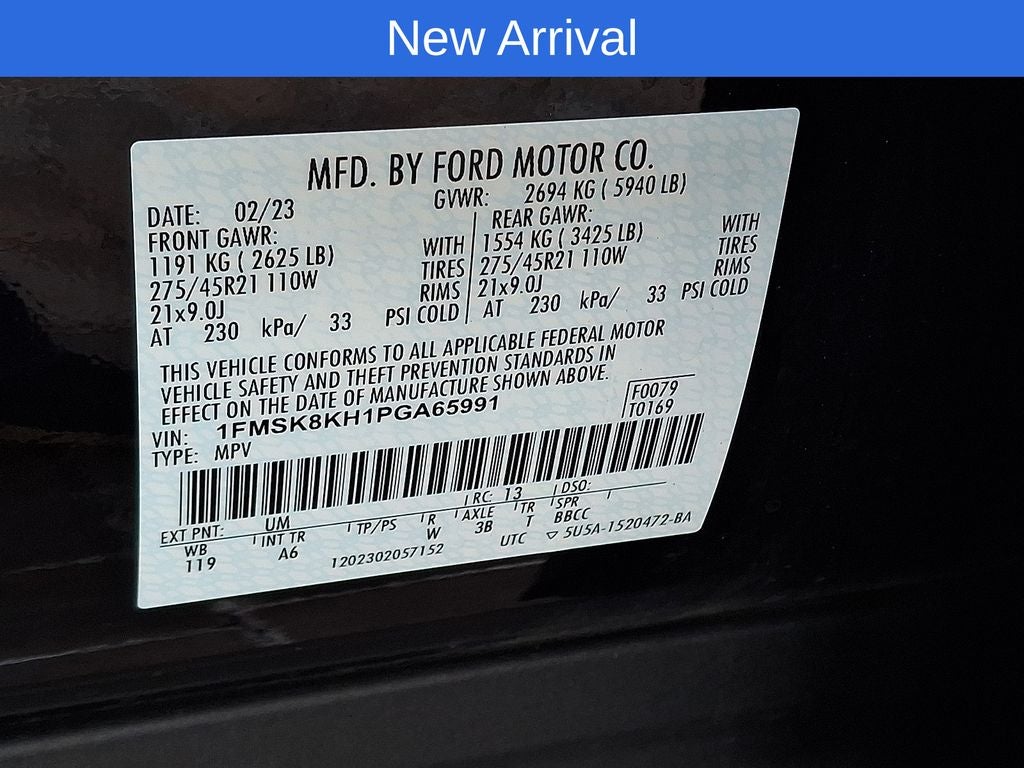 New Arrival
MFD. BY FORD MOTOR CO.
DATE: 02/23 GVWR: 2694 KG ( 5940 LB)
FRONT GAWR: REAR GAWR:
1191 KG ( 2625 LB) WITH 1554 KG ( 3425 LB) WITH
275/45R21 110W TIRES 275/45R21 110W TIRES
21x9.0J RIMS 21x9.0J RIMS
AT 230 kPa/ 33 PSI COLD AT 230 kPa/ 33 PSI COLD
THIS VEHICLE CONFORMS TO ALL APPLICABLE FEDERAL MOTOR
VEHICLE SAFETY AND THEFT PREVENTION STANDARDS IN
EFFECT ON THE DATE OF MANUFACTURE SHOWN ABOVE.
VIN: 1FMSK8KH1PGA65991 F0079
TYPE: MPV T0169
EXT PNT: UM RC: 13 DSO:
WB INT TR TP/PS R AXLE TR SPR
119 A6 W 3B T BBCC
1202302057152 UTC ▽ 5U5A-1520472-BA